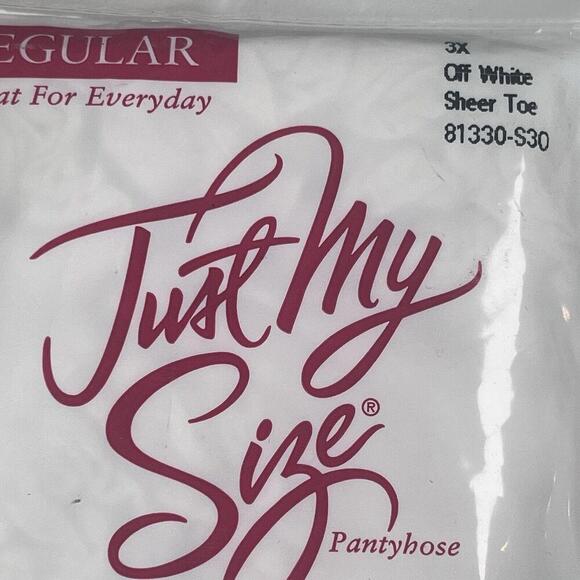 EGULAR
at For Everyday
3X
Off White
Sheer Toe
81330-S30
Just My
Size®
Pantyhose